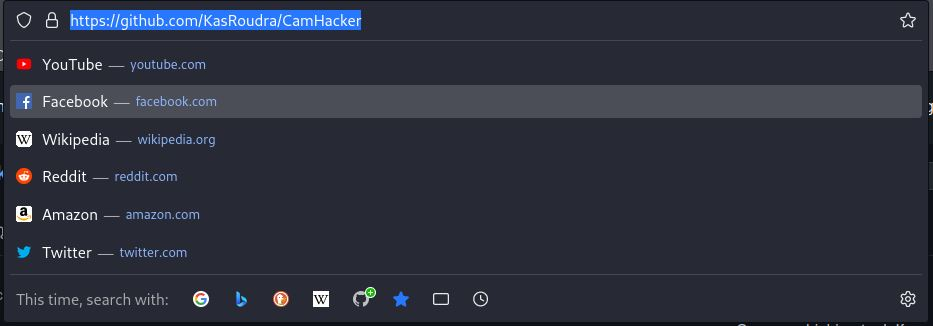 https://github.com/KasRoudra/CamHacker
YouTube — youtube.com
Facebook — facebook.com
Wikipedia — wikipedia.org
Reddit — reddit.com
Amazon — amazon.com
Twitter — twitter.com
This time, search with: